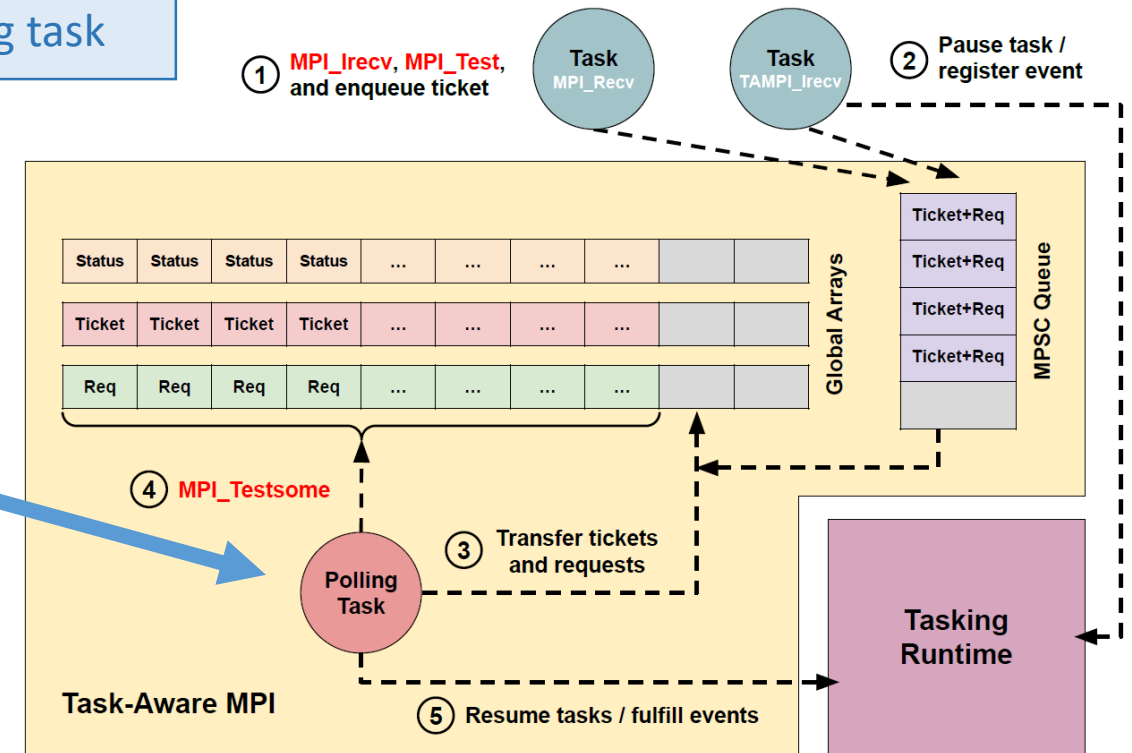 task
1
MPI_Irecv, MPI_Test,
and enqueue ticket
Task
MPI_Recv
Task
TAMPI_Irecv
2
Pause task /
register event
Status Status Status Status ... ... ... ...
Ticket Ticket Ticket Ticket ... ... ... ...
Req Req Req Req ... ... ... ...
Global Arrays
Ticket+Req
Ticket+Req
Ticket+Req
Ticket+Req
MPSC Queue
4
MPI_Testsome
3
Transfer tickets
and requests
Polling
Task
Tasking
Runtime
Task-Aware MPI
5
Resume tasks / fulfill events